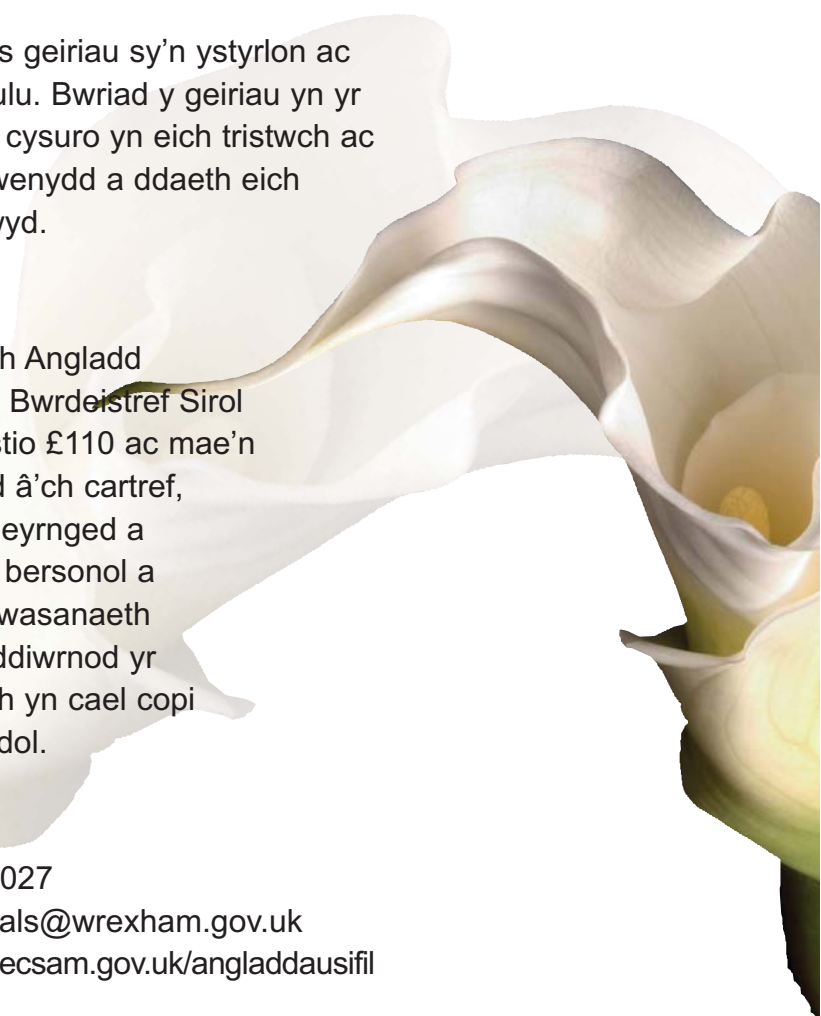 s geiriau sy'n ystyrlon ac
ulu. Bwriad y geiriau yn yr
cysuro yn eich tristwch ac
wenydd a ddaeth eich
wyd.
h Angladd
Bwrdeistref Sirol
stio £110 ac mae'n
d â'ch cartref,
eyrnged a
bersonol a
wasanaeth
ddiwrnod yr
h yn cael copi
dol.
027
als@wrexham.gov.uk
ecsam.gov.uk/angladdausifil